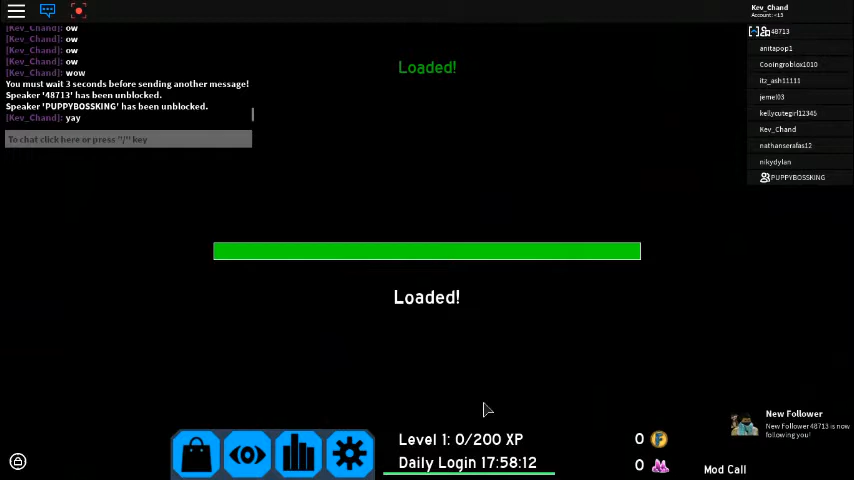 Kev_Chand
Account: <13
[Kev_Chand]: ow
[Kev_Chand]: ow
[Kev_Chand]: ow
[Kev_Chand]: ow
[Kev_Chand]: wow
You must wait 3 seconds before sending another message!
Speaker '48713' has been unblocked.
Speaker 'PUPPYBOSSKING' has been unblocked.
[Kev_Chand]: yay
To chat click here or press "/" key
Loaded!
48713
anitapop1
Cooingroblox1010
itz_ash11111
jemel03
kellycutegirl12345
Kev_Chand
nathanserafas12
nikydylan
PUPPYBOSSKING
Loaded!
Level 1: 0/200 XP
0
Daily Login 17:58:12
0
New Follower
New Follower 48713 is now
following you!
Mod Call